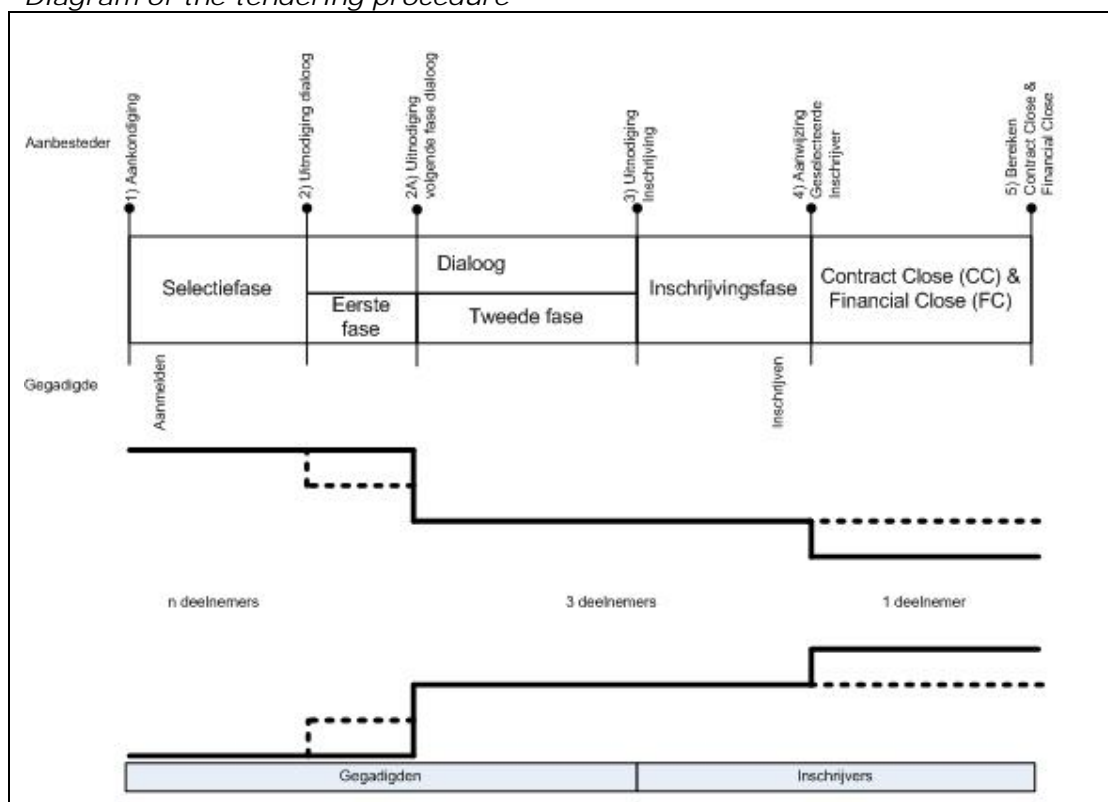 Diagram of the tendering procedure
Aanbesteder
1) Aankondiging
2) Uitnodiging dialoog
2A) Uitnodiging
volgende fase dialoog
3) Uitnodiging
Inschrijving
4) Aanwijzing
Geselecteerde
Inschrijver
5) Bereiken
Contract Close &
Financial Close
Selectiefase
Dialoog
Eerste
fase
Tweede fase
Inschrijvingsfase
Contract Close (CC) &
Financial Close (FC)
Gegadigde
Aanmelden
Inschrijven
n deelnemers
3 deelnemers
1 deelnemer
Gegadigden
Inschrijvers